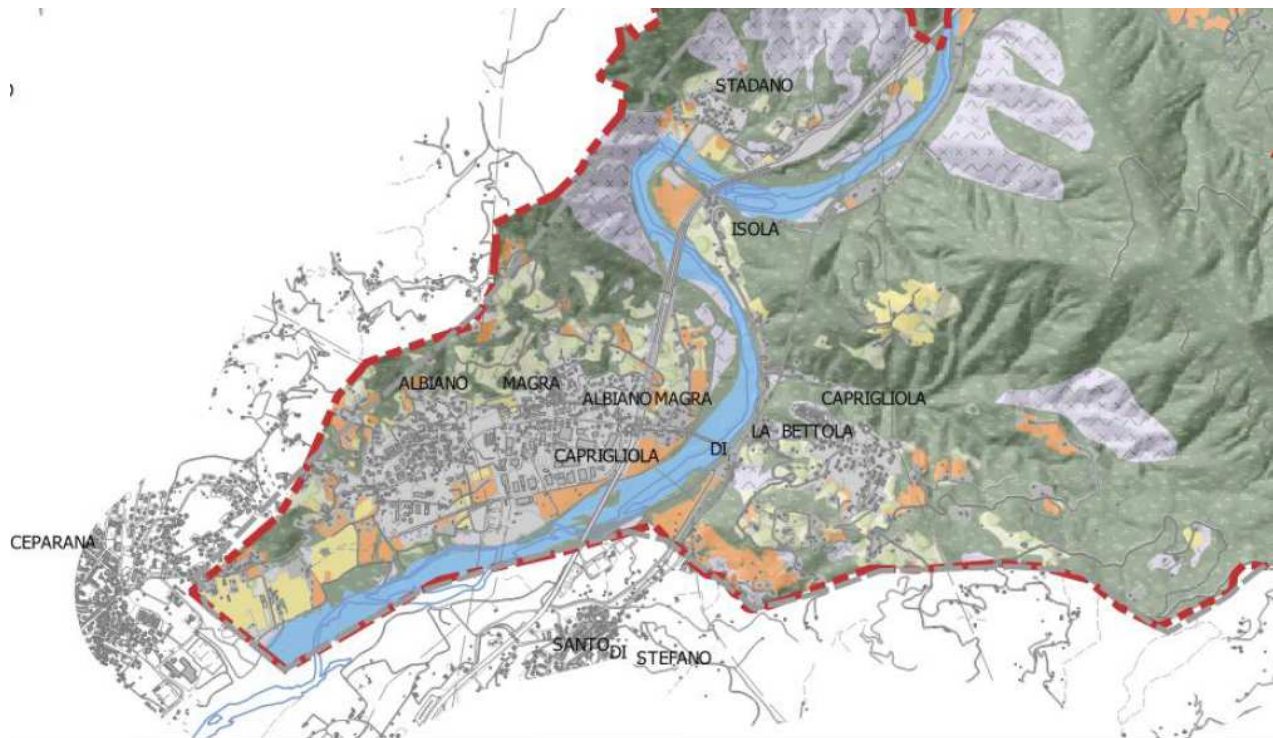 STADANO
ISOLA
ALBIANO MAGRA
ALBIANO MAGRA
CAPRIGLIOLA
LA BETTOLA
CAPRIGLIOLA DI
CEPARANA
SANTO DI STEFANO